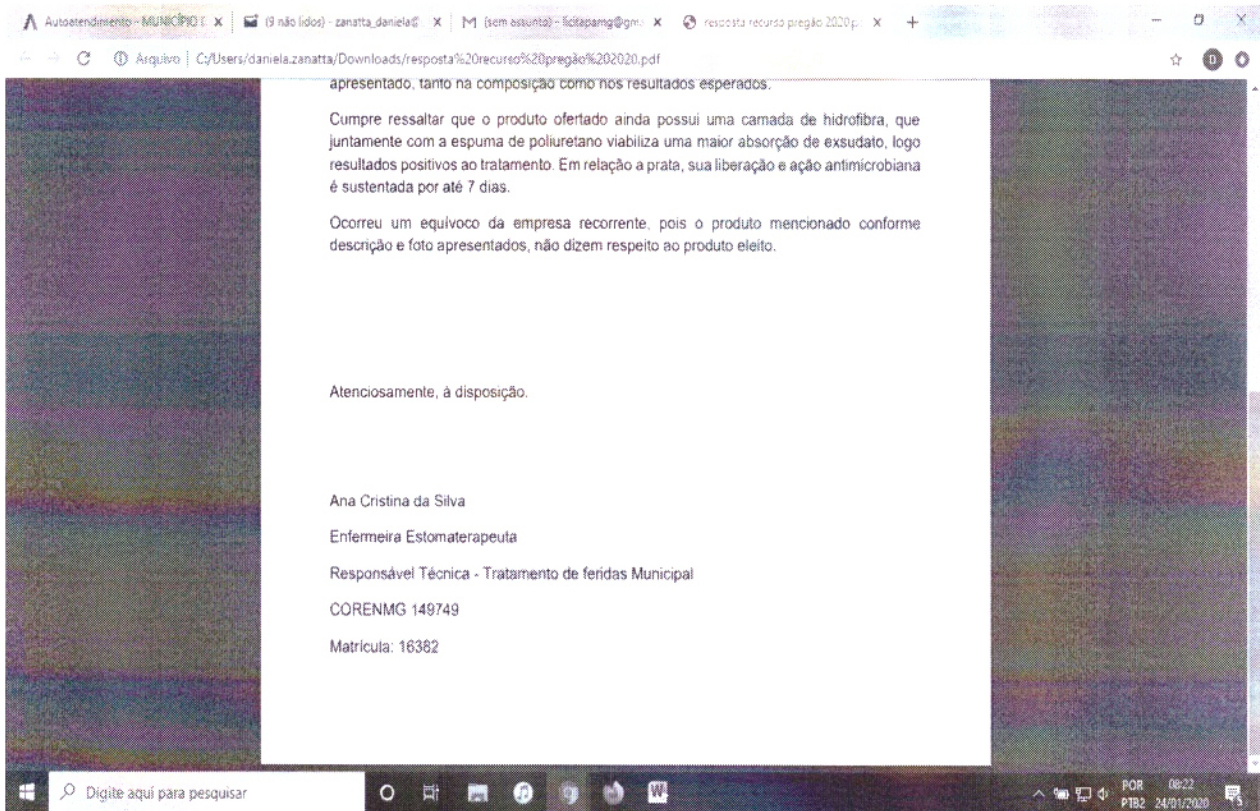 Autoatendimento - MUNICÍPIO D
(9 não lidos) - zanatta_daniela@
(sem assunto) - licitapamg@gm
resposta recurso pregão 2020.p
Arquivo | C:/Users/daniela.zanatta/Downloads/resposta%20recurso%20pregão%202020.pdf
D
apresentado, tanto na composição como nos resultados esperados.
Cumpre ressaltar que o produto ofertado ainda possui uma camada de hidrofibra, que
juntamente com a espuma de poliuretano viabiliza uma maior absorção de exsudato, logo
resultados positivos ao tratamento. Em relação a prata, sua liberação e ação antimicrobiana
é sustentada por até 7 dias.
Ocorreu um equívoco da empresa recorrente, pois o produto mencionado conforme
descrição e foto apresentados, não dizem respeito ao produto eleito.
Atenciosamente, à disposição.
Ana Cristina da Silva
Enfermeira Estomaterapeuta
Responsável Técnica - Tratamento de feridas Municipal
CORENMG 149749
Matrícula: 16382
Digite aqui para pesquisar
POR 08:22
PTB2 24/01/2020